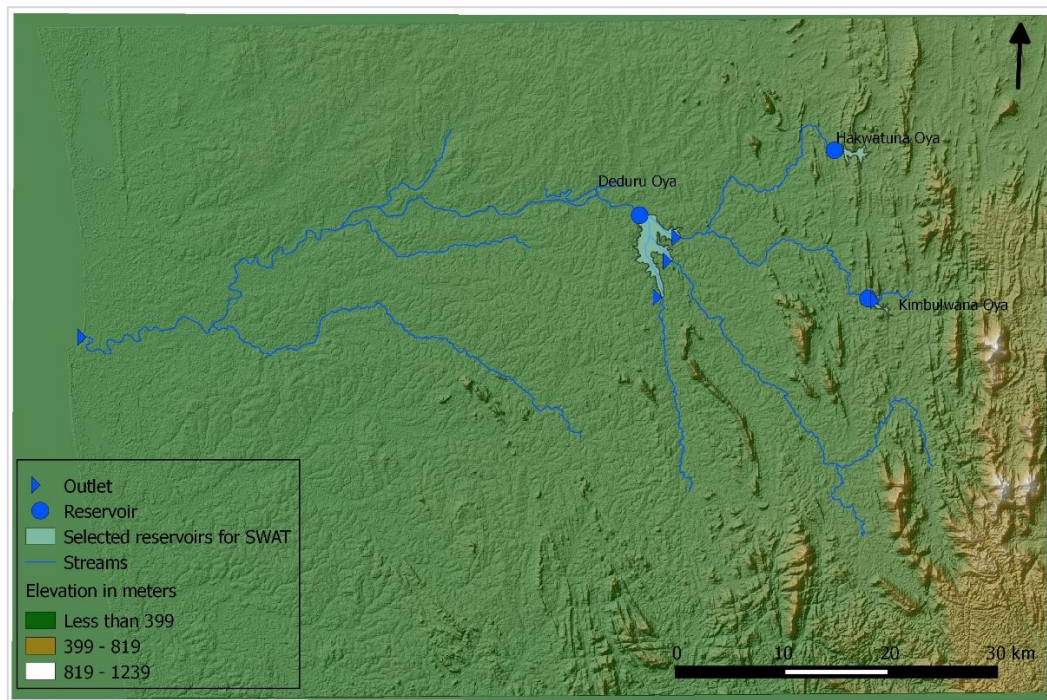 Hakwatuna Oya
Deduru Oya
Kimbulwana Oya
Outlet
Reservoir
Selected reservoirs for SWAT
Streams
Elevation in meters
Less than 399
399 - 819
819 - 1239
0 10 20 30 km